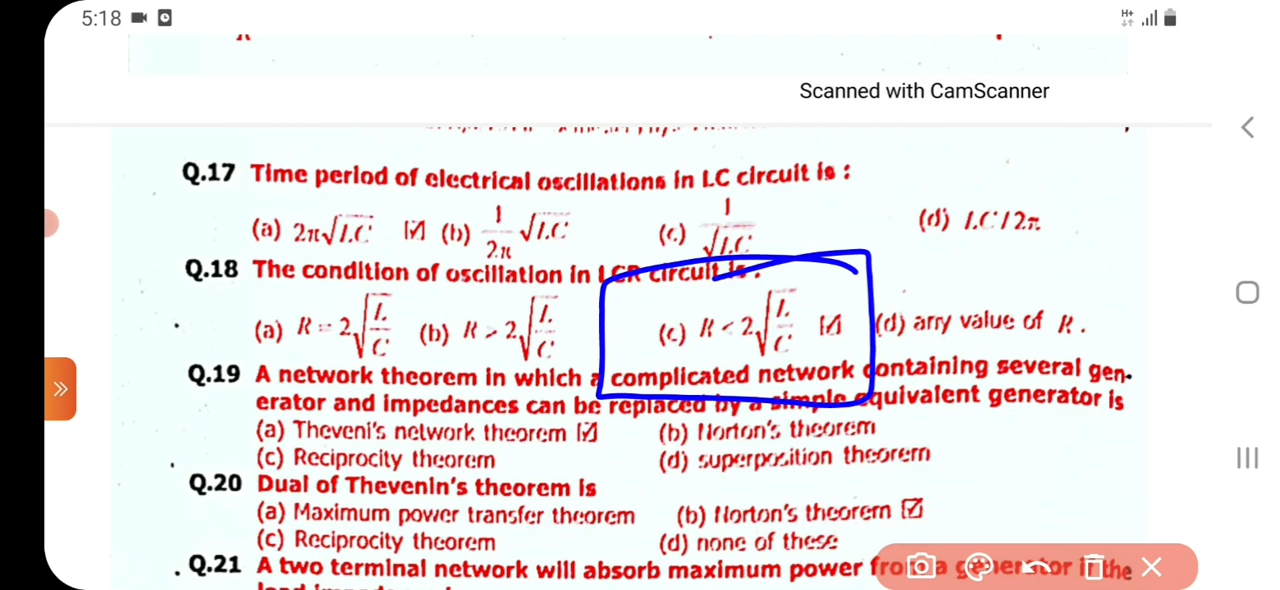 5:18
H+
Scanned with CamScanner
Q.17 Time period of electrical oscillations in LC circuit is :
(a) 2π√LC ☑ (b) 1/2π √LC (c) 1/√LC (d) LC/2π
Q.18 The condition of oscillation in LCR circuit is :
(a) R = 2√L/C (b) R > 2√L/C (c) R < 2√L/C ☑ (d) any value of R .
Q.19 A network theorem in which a complicated network containing several gen-
erator and impedances can be replaced by a simple equivalent generator is
(a) Theveni's network theorem ☑ (b) Norton's theorem
(c) Reciprocity theorem (d) superposition theorem
Q.20 Dual of Thevenin's theorem is
(a) Maximum power transfer theorem (b) Norton's theorem ☑
(c) Reciprocity theorem (d) none of these
. Q.21 A two terminal network will absorb maximum power from a generator if the